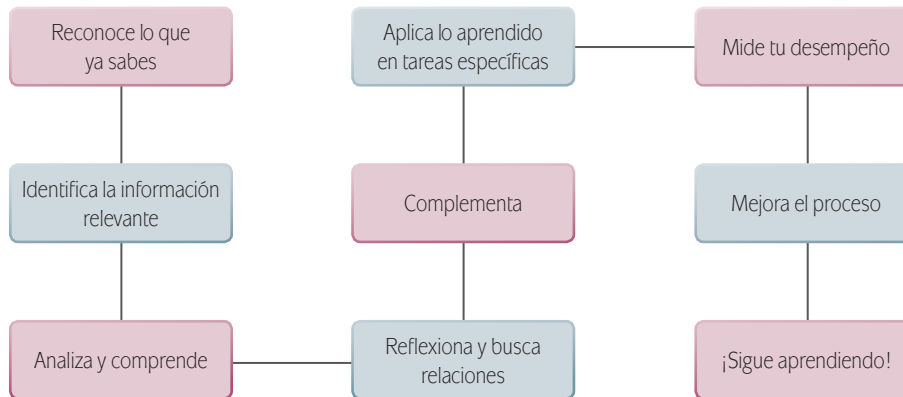 Reconoce lo que
ya sabes
Identifica la información
relevante
Analiza y comprende
Reflexiona y busca
relaciones
Complementa
Aplica lo aprendido
en tareas específicas
Mide tu desempeño
Mejora el proceso
¡Sigue aprendiendo!